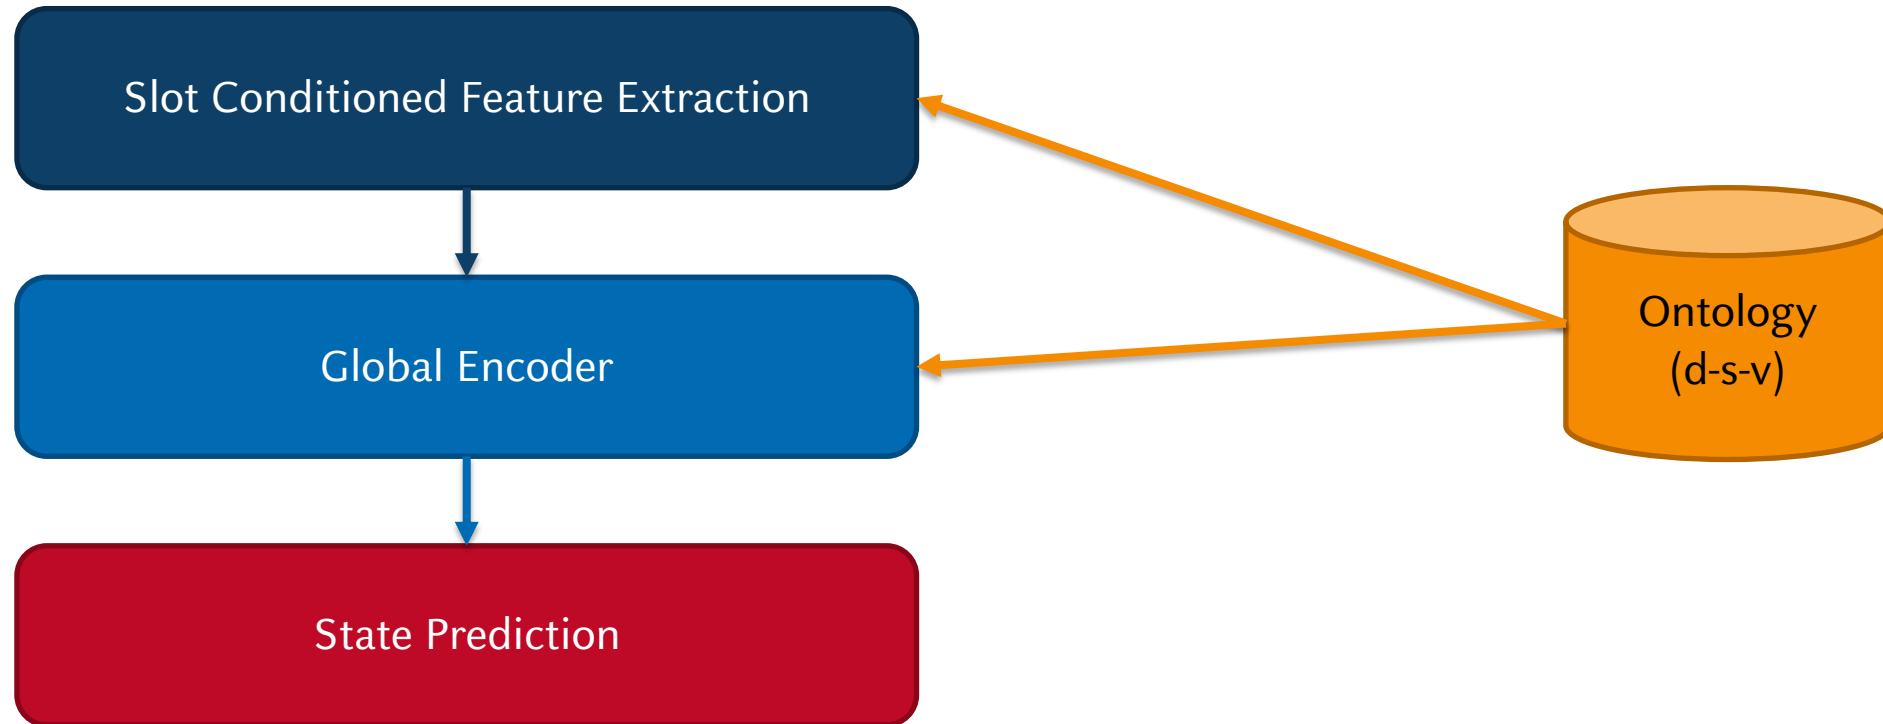 Slot Conditioned Feature Extraction
Global Encoder
State Prediction
Ontology
(d-s-v)